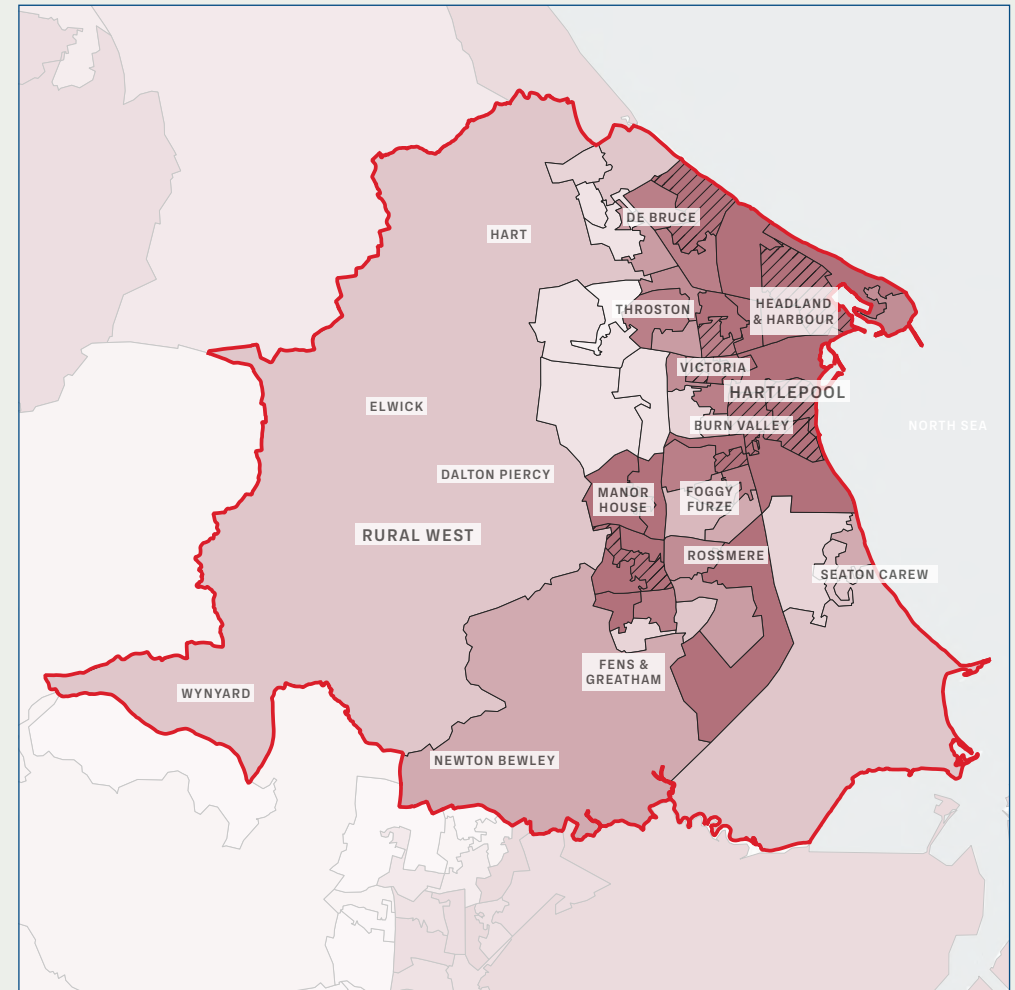 DE BRUCE
HART
THROSTON
HEADLAND
& HARBOUR
VICTORIA
HARTLEPOOL
ELWICK
BURN VALLEY
NORTH SEA
DALTON PIERCY
MANOR
HOUSE
FOGGY
FURZE
RURAL WEST
ROSSMERE
SEATON CAREW
FENS &
GREATHAM
WYNYARD
NEWTON BEWLEY